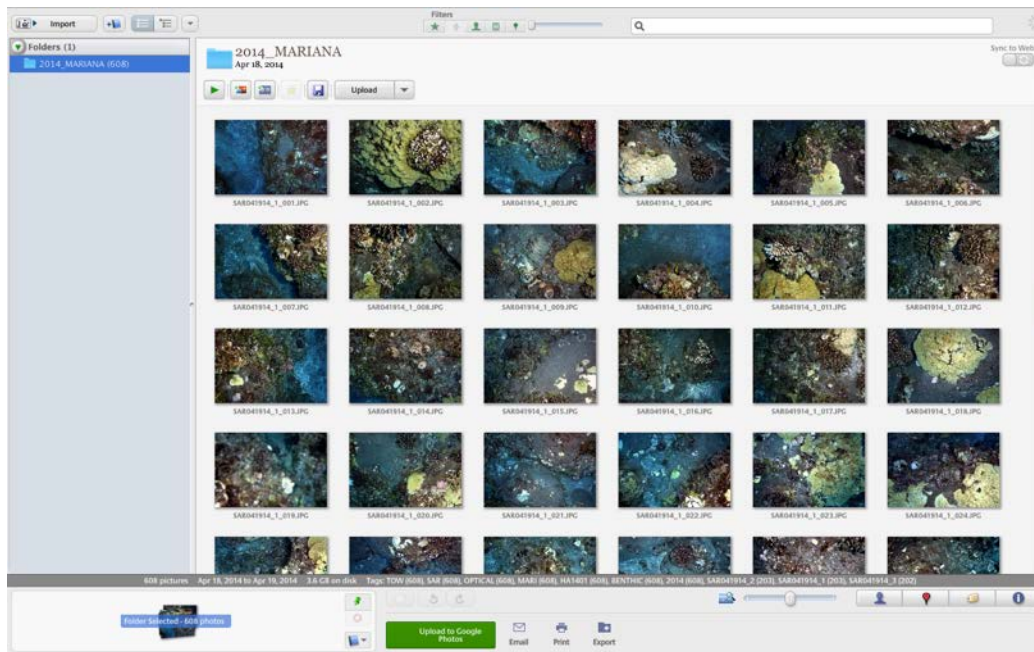 Import
Filters
Folders (1)
2014_MARIANA (608)
2014_MARIANA
Apr 18, 2014
Sync to Web
Upload
SAR041914_1_001.JPG
SAR041914_1_002.JPG
SAR041914_1_003.JPG
SAR041914_1_004.JPG
SAR041914_1_005.JPG
SAR041914_1_006.JPG
SAR041914_1_007.JPG
SAR041914_1_008.JPG
SAR041914_1_009.JPG
SAR041914_1_010.JPG
SAR041914_1_011.JPG
SAR041914_1_012.JPG
SAR041914_1_013.JPG
SAR041914_1_014.JPG
SAR041914_1_015.JPG
SAR041914_1_016.JPG
SAR041914_1_017.JPG
SAR041914_1_018.JPG
SAR041914_1_019.JPG
SAR041914_1_020.JPG
SAR041914_1_021.JPG
SAR041914_1_022.JPG
SAR041914_1_023.JPG
SAR041914_1_024.JPG
608 pictures Apr 18, 2014 to Apr 19, 2014 3.6 GB on disk Tags: TOW (608), SAR (608), OPTICAL (608), MARI (608), HA1401 (608), BENTHIC (608), 2014 (608), SAR041914_2 (203), SAR041914_1 (203), SAR041914_3 (202)
Folder Selected - 608 photos
Upload to Google
Photos
Email
Print
Export